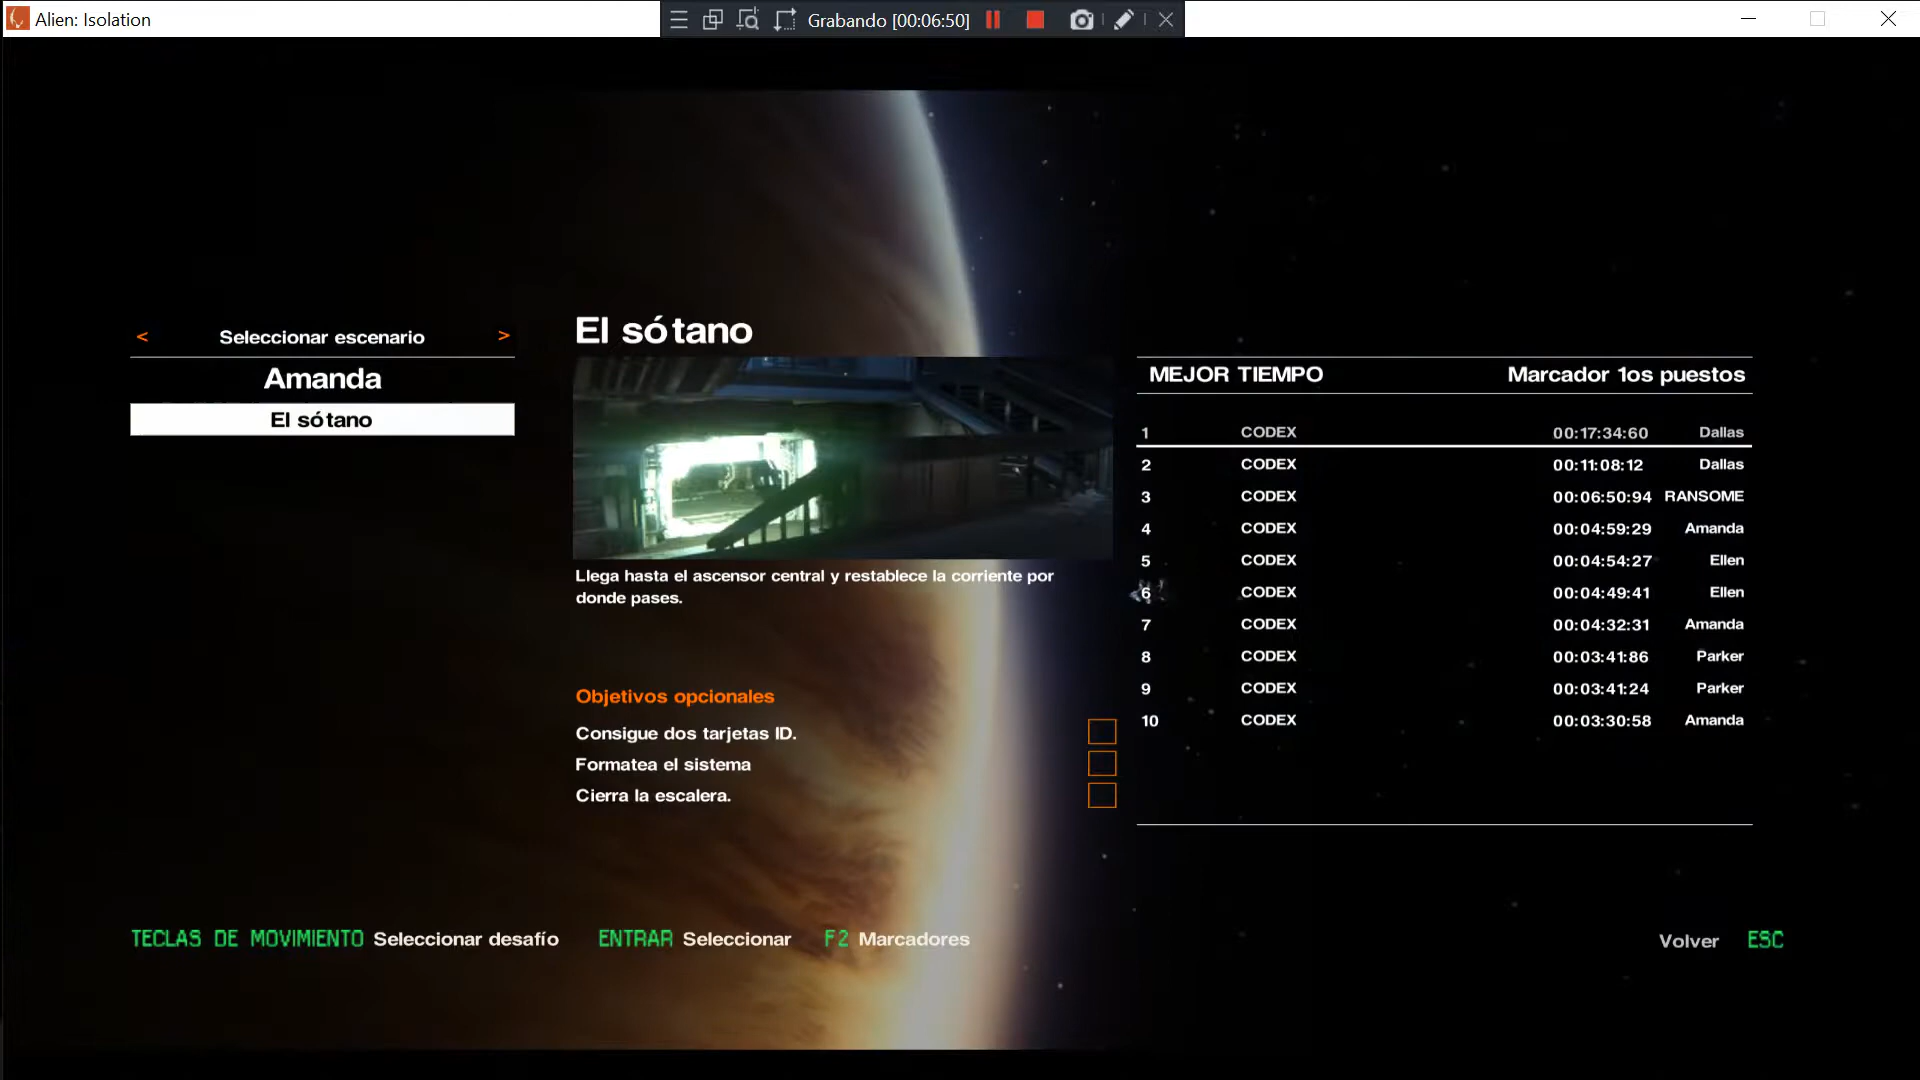 Alien: Isolation
Grabando [00:06:50]
< Seleccionar escenario >
Amanda
El sótano
El sótano
Llega hasta el ascensor central y restablece la corriente por
donde pases.
Objetivos opcionales
Consigue dos tarjetas ID.
Formatea el sistema
Cierra la escalera.
MEJOR TIEMPO Marcador 1os puestos
1 CODEX 00:17:34:60 Dallas
2 CODEX 00:11:08:12 Dallas
3 CODEX 00:06:50:94 RANSOME
4 CODEX 00:04:59:29 Amanda
5 CODEX 00:04:54:27 Ellen
6 CODEX 00:04:49:41 Ellen
7 CODEX 00:04:32:31 Amanda
8 CODEX 00:03:41:86 Parker
9 CODEX 00:03:41:24 Parker
10 CODEX 00:03:30:58 Amanda
TECLAS DE MOVIMIENTO Seleccionar desafío ENTRAR Seleccionar F2 Marcadores Volver ESC